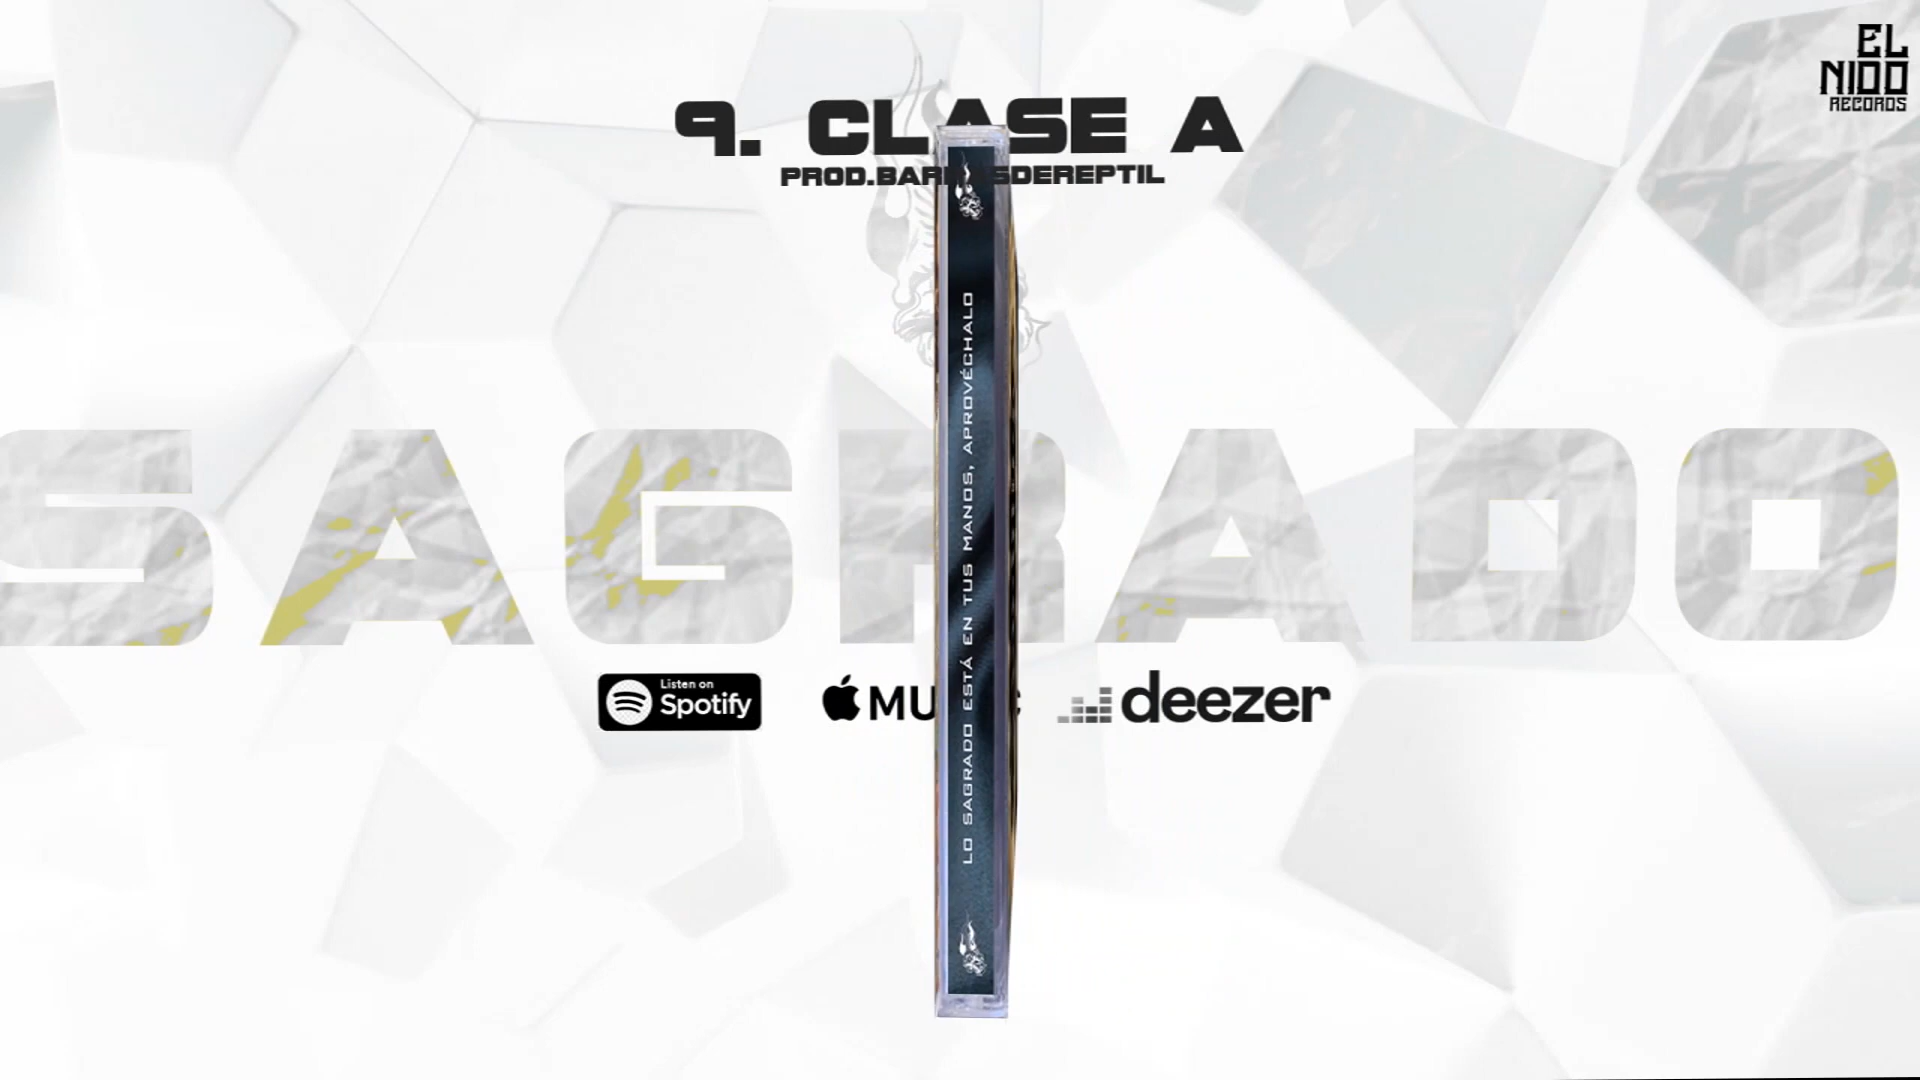 EL
NIDO
RECORDS
9. CLASE A
LO SAGRADO ESTÁ EN TUS MANOS, APROVÉCHALO
SAGRADO
Listen on
Spotify
deezer